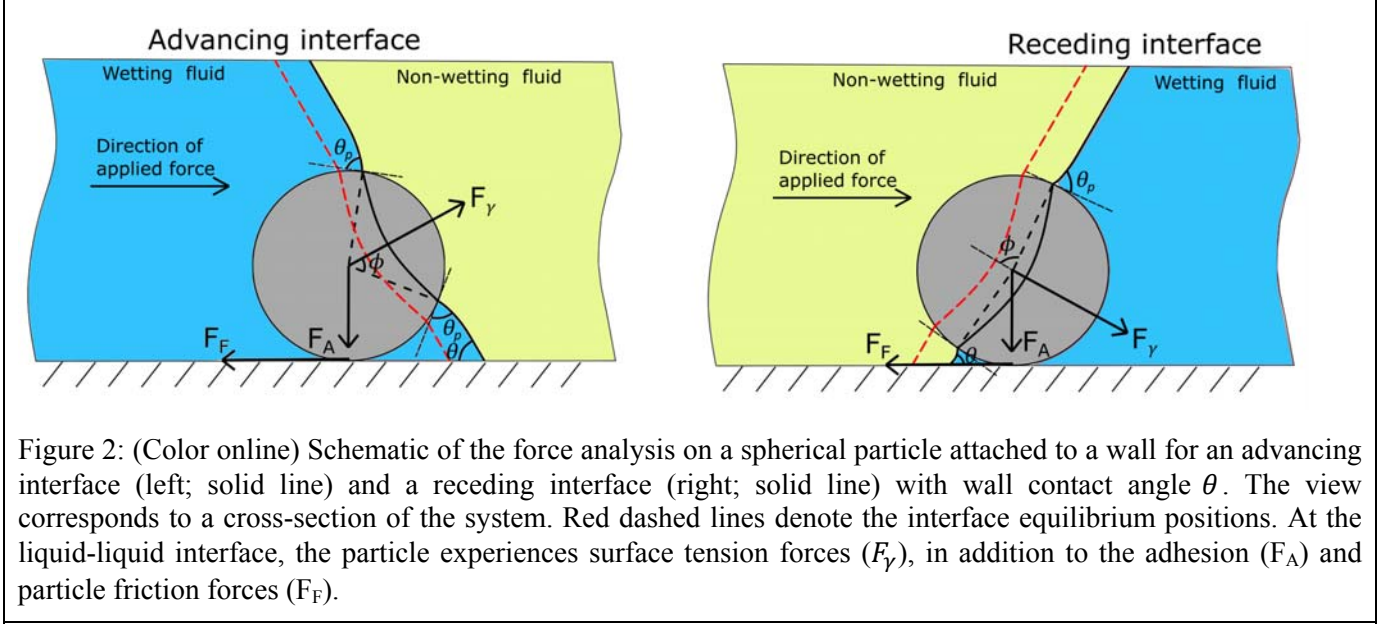 Advancing interface
Wetting fluid
Non-wetting fluid
Direction of
applied force
θp
Fγ
ϕ
FF
FA
θp
θ
Receding interface
Non-wetting fluid
Wetting fluid
Direction of
applied force
θp
ϕ
FF
θ
FA
Fγ
Figure 2: (Color online) Schematic of the force analysis on a spherical particle attached to a wall for an advancing
interface (left; solid line) and a receding interface (right; solid line) with wall contact angle θ. The view
corresponds to a cross-section of the system. Red dashed lines denote the interface equilibrium positions. At the
liquid-liquid interface, the particle experiences surface tension forces (Fγ), in addition to the adhesion (FA) and
particle friction forces (FF).